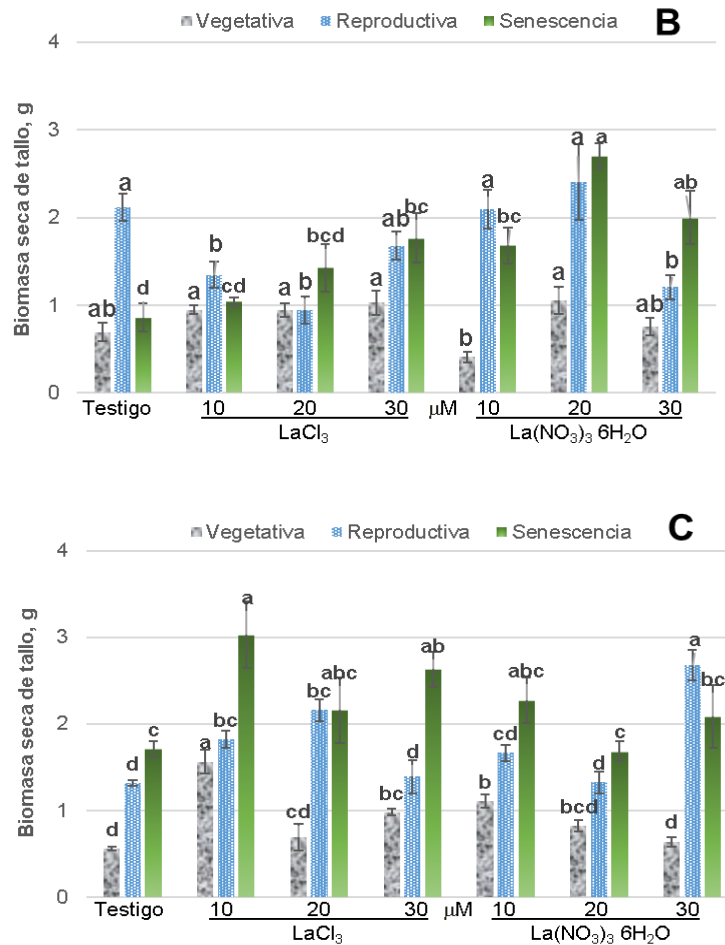 Vegetativa Reproductiva Senescencia B
Biomasa seca de tallo, g
4
3
2
1
0
a
ab
d
a
b
cd
a
b
bcd
a
ab
bc
b
a
bc
a
a
a
ab
b
ab
Testigo 10 20 30 μM 10 20 30
LaCl₃ La(NO₃)₃ 6H₂O
Vegetativa Reproductiva Senescencia C
Biomasa seca de tallo, g
4
3
2
1
0
d
d
c
a
bc
a
cd
bc
abc
bc
d
ab
b
cd
abc
bcd
d
c
d
a
bc
Testigo 10 20 30 μM 10 20 30
LaCl₃ La(NO₃)₃ 6H₂O